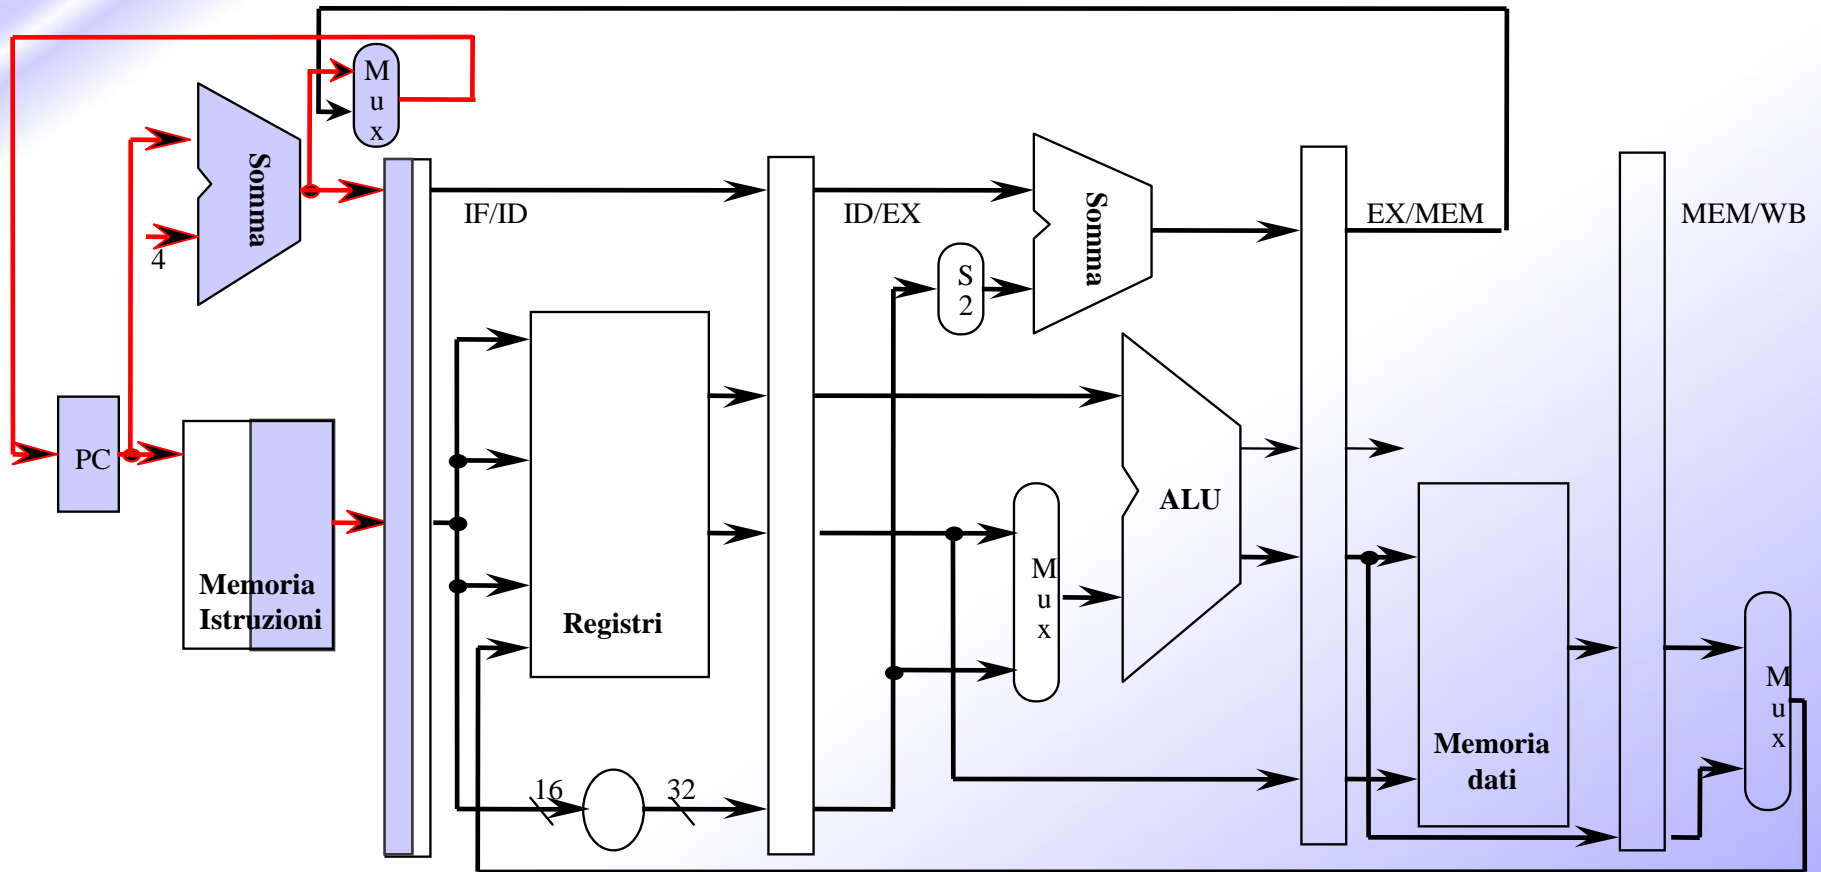 M
u
x
Somma
4
IF/ID
ID/EX
Somma
EX/MEM
MEM/WB
S
2
PC
ALU
Memoria
Istruzioni
Registri
M
u
x
Memoria
dati
M
u
x
16
32